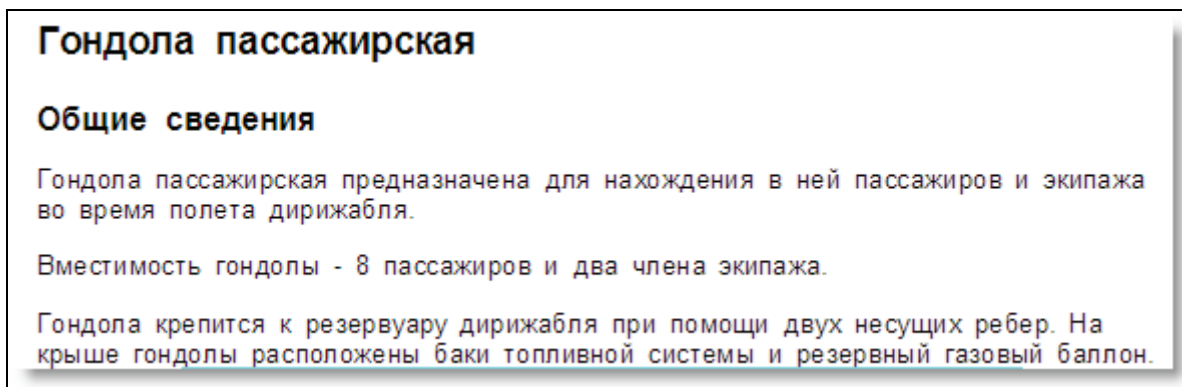 Гондола пассажирская
Общие сведения
Гондола пассажирская предназначена для нахождения в ней пассажиров и экипажа
во время полета дирижабля.
Вместимость гондолы - 8 пассажиров и два члена экипажа.
Гондола крепится к резервуару дирижабля при помощи двух несущих ребер. На
крыше гондолы расположены баки топливной системы и резервный газовый баллон.